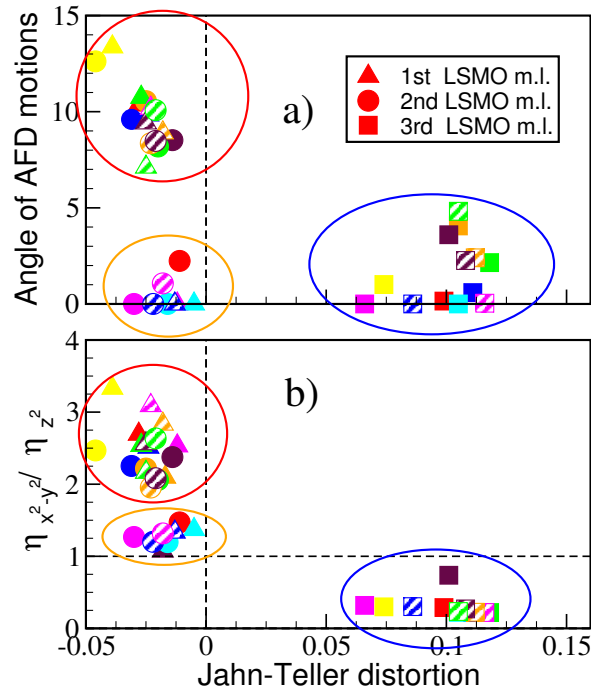 15
10
5
0
Angle of AFD motions
a)
1st LSMO m.l.
2nd LSMO m.l.
3rd LSMO m.l.
4
3
2
1
η x²-y² / η z²
b)
-0.05 0 0.05 0.1 0.15
Jahn-Teller distortion